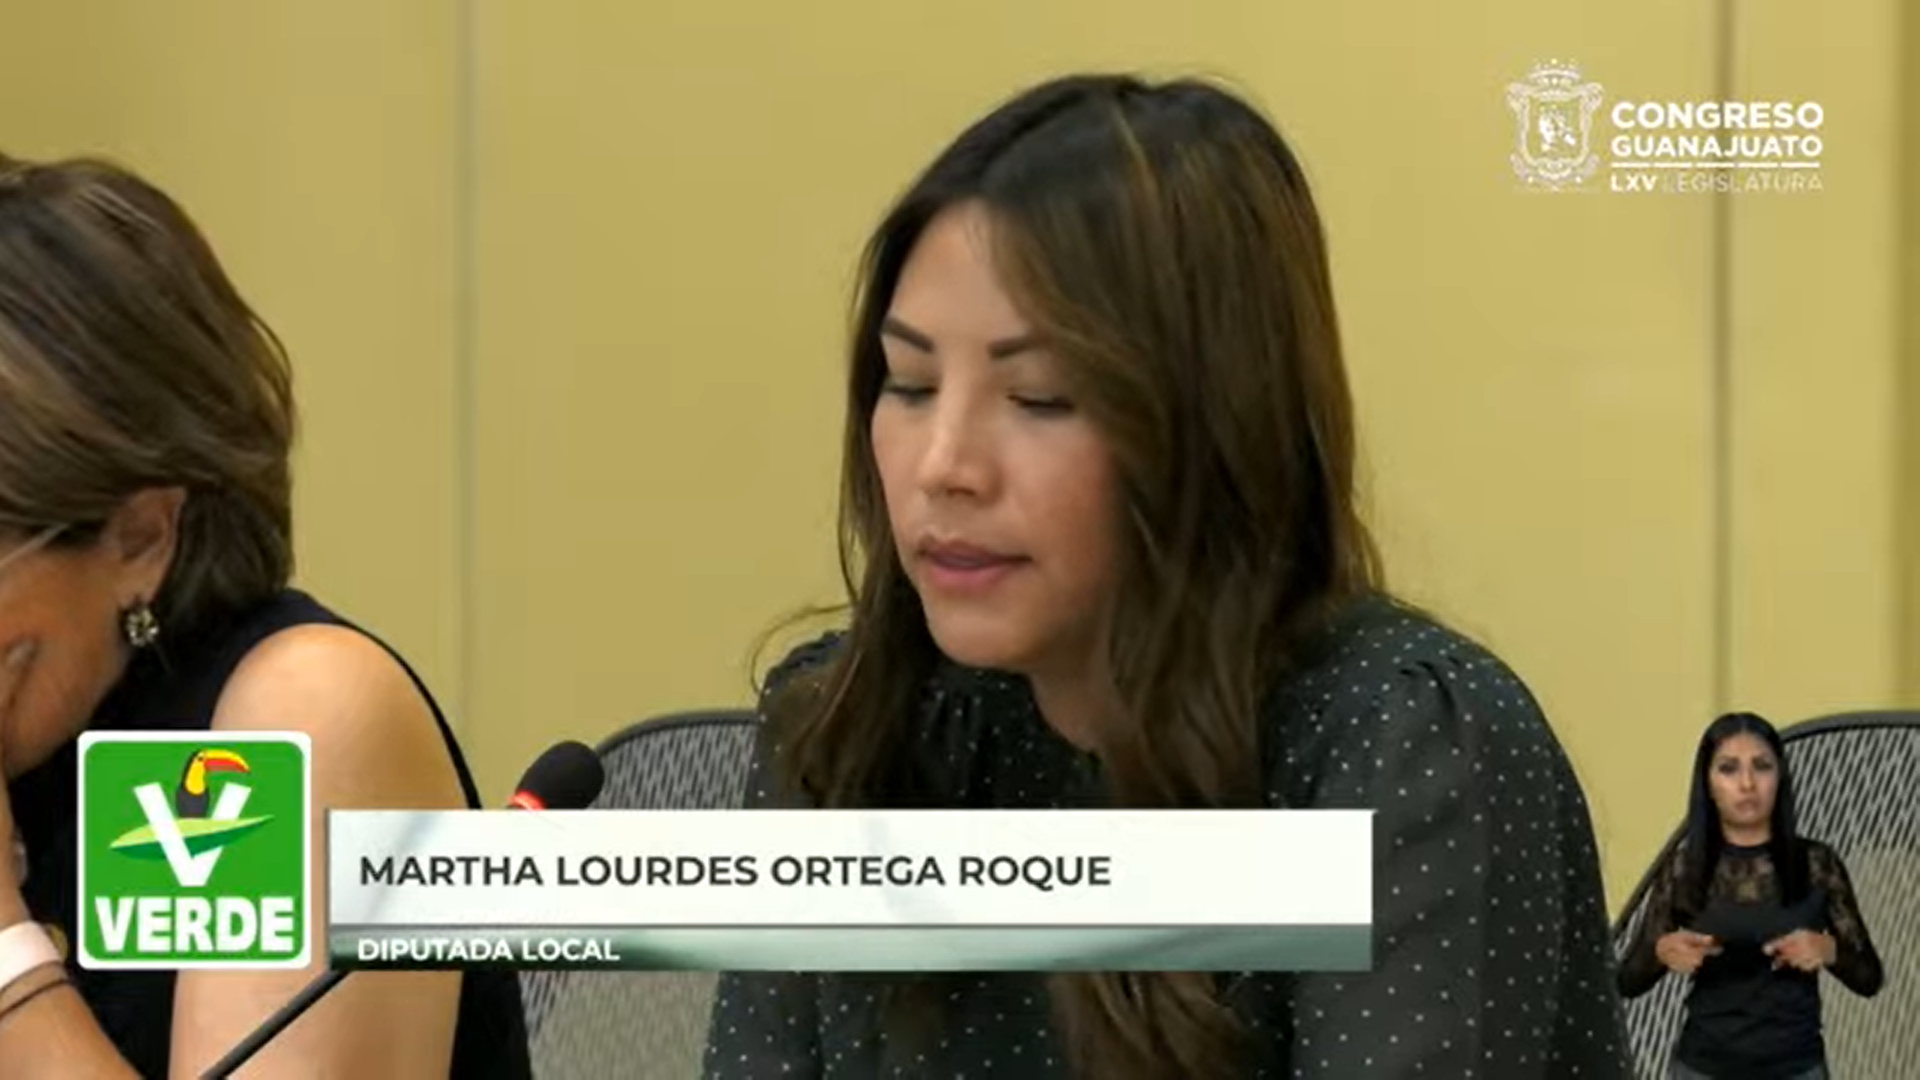 CONGRESO
GUANAJUATO
LXV LEGISLATURA
MARTHA LOURDES ORTEGA ROQUE
VERDE
DIPUTADA LOCAL